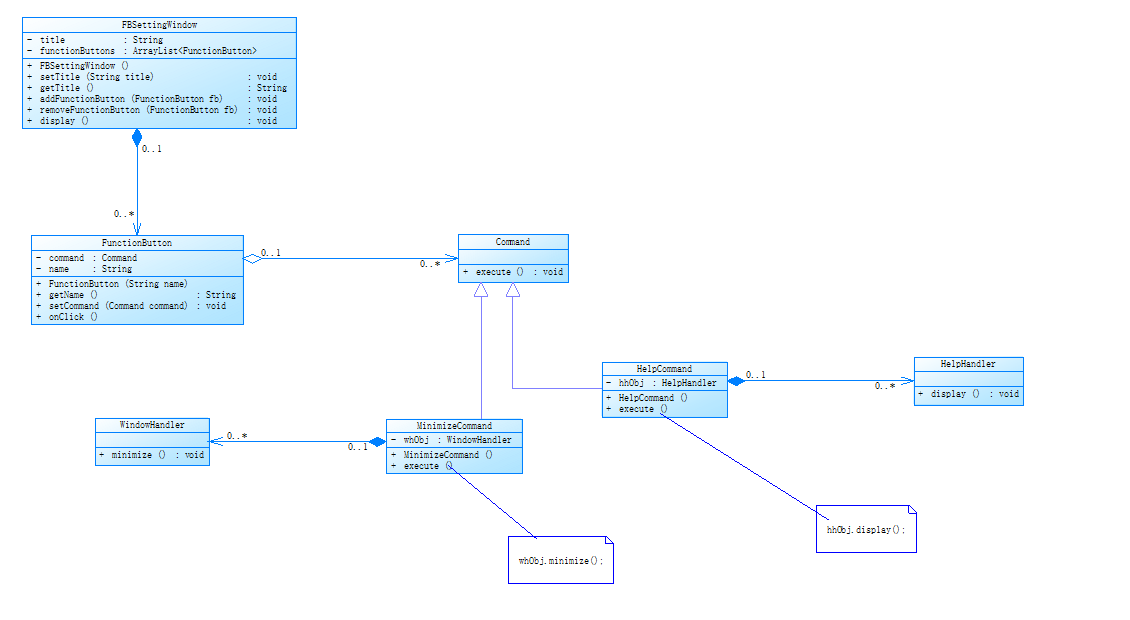 FBSettingWindow
- title : String
- functionButtons : ArrayList<FunctionButton>
+ FBSettingWindow ()
+ setTitle (String title) : void
+ getTitle () : String
+ addFunctionButton (FunctionButton fb) : void
+ removeFunctionButton (FunctionButton fb) : void
+ display () : void
0..1
0..*
FunctionButton
- command : Command
- name : String
+ FunctionButton (String name)
+ getName () : String
+ setCommand (Command command) : void
+ onClick ()
0..1
0..*
Command
+ execute () : void
HelpCommand
- hhObj : HelpHandler
+ HelpCommand ()
+ execute ()
0..1
0..*
HelpHandler
+ display () : void
WindowHandler
+ minimize () : void
0..*
0..1
MinimizeCommand
- whObj : WindowHandler
+ MinimizeCommand ()
+ execute ()
hhObj.display();
whObj.minimize();